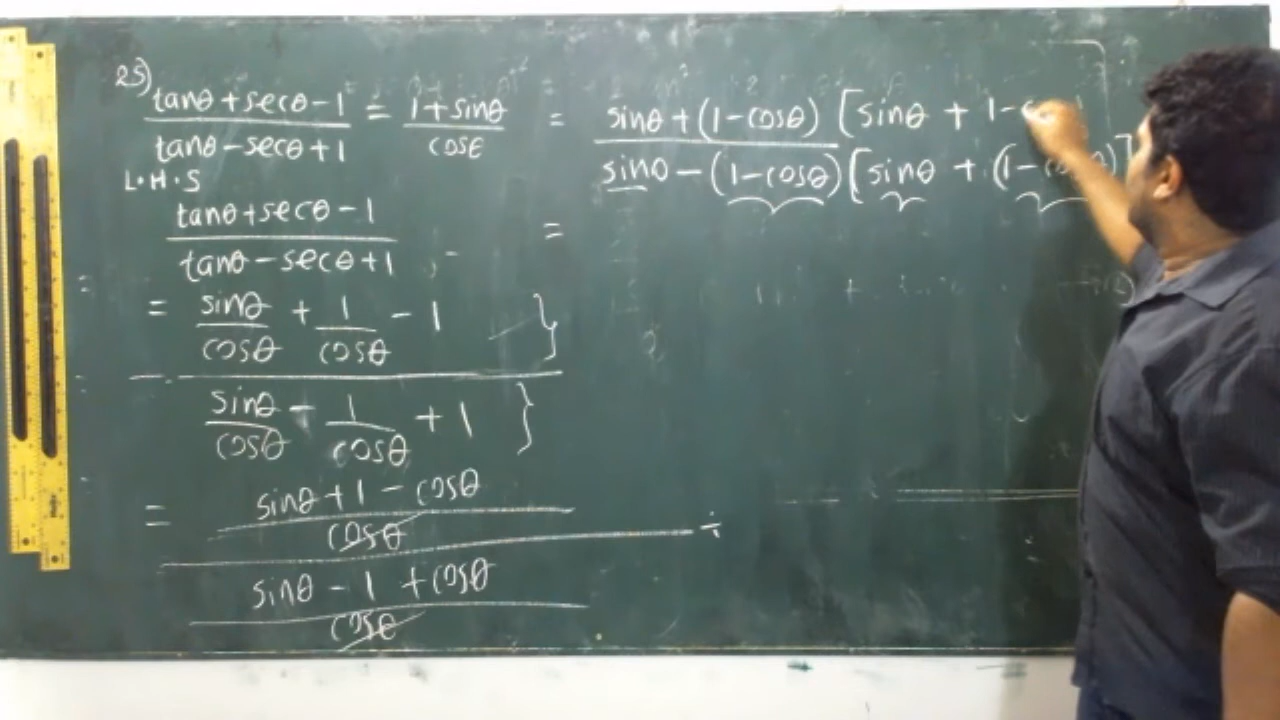 25) tanθ + secθ - 1 = 1 + sinθ
tanθ - secθ + 1 cosθ
L.H.S
tanθ + secθ - 1
tanθ - secθ + 1
= sinθ + 1 - 1 }
cosθ cosθ
sinθ - 1 + 1 }
cosθ cosθ
= sinθ + 1 - cosθ
cosθ
÷
sinθ - 1 + cosθ
cosθ
= sinθ + (1 - cosθ) [sinθ + 1 -
sinθ - (1 - cosθ) [sinθ + (1 - cosθ)]
=